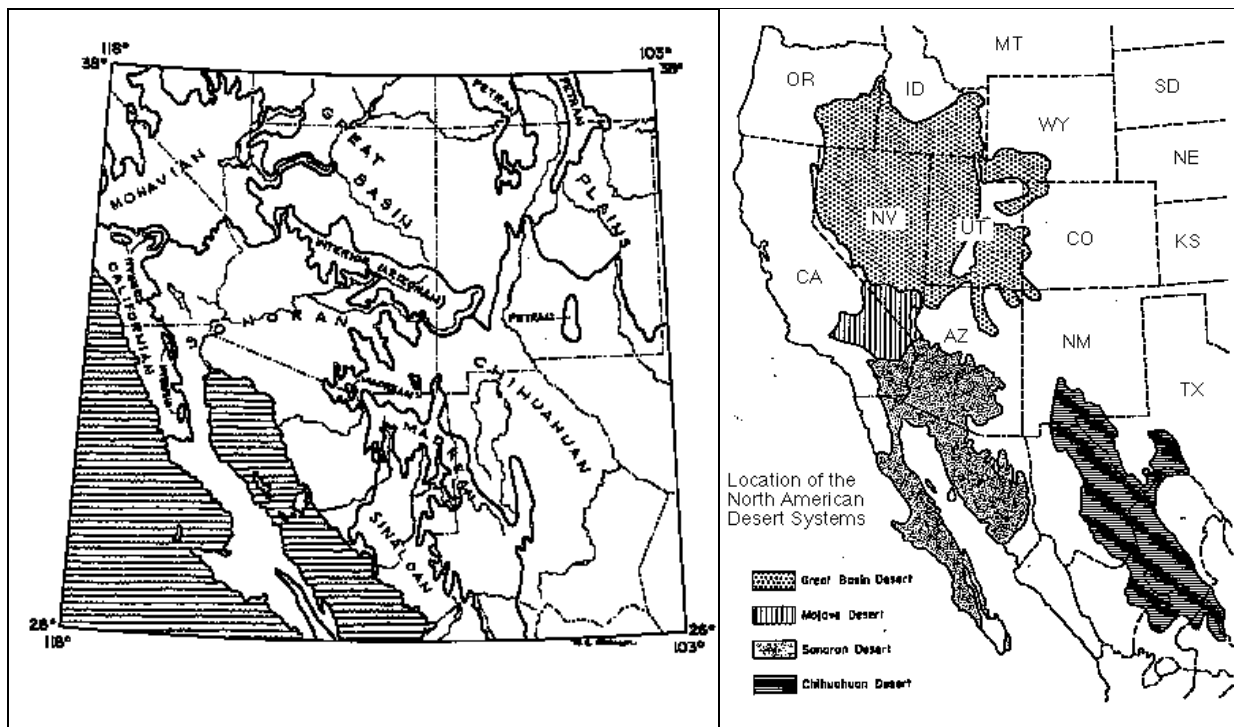 118°
38°
103°
38°
PETRAN
PETRAN
GREAT
BASIN
MOHAVIAN
PLAINS
INTERIOR
CALIFORNIAN
SONORAN
PETRAN
CHIHUAHUAN
MADREAN
SINALOAN
28°
118°
26°
103°
MT
OR
ID
SD
WY
NE
NV
UT
CO
KS
CA
AZ
NM
TX
Location of the
North American
Desert Systems
Great Basin Desert
Mojave Desert
Sonoran Desert
Chihuahuan Desert